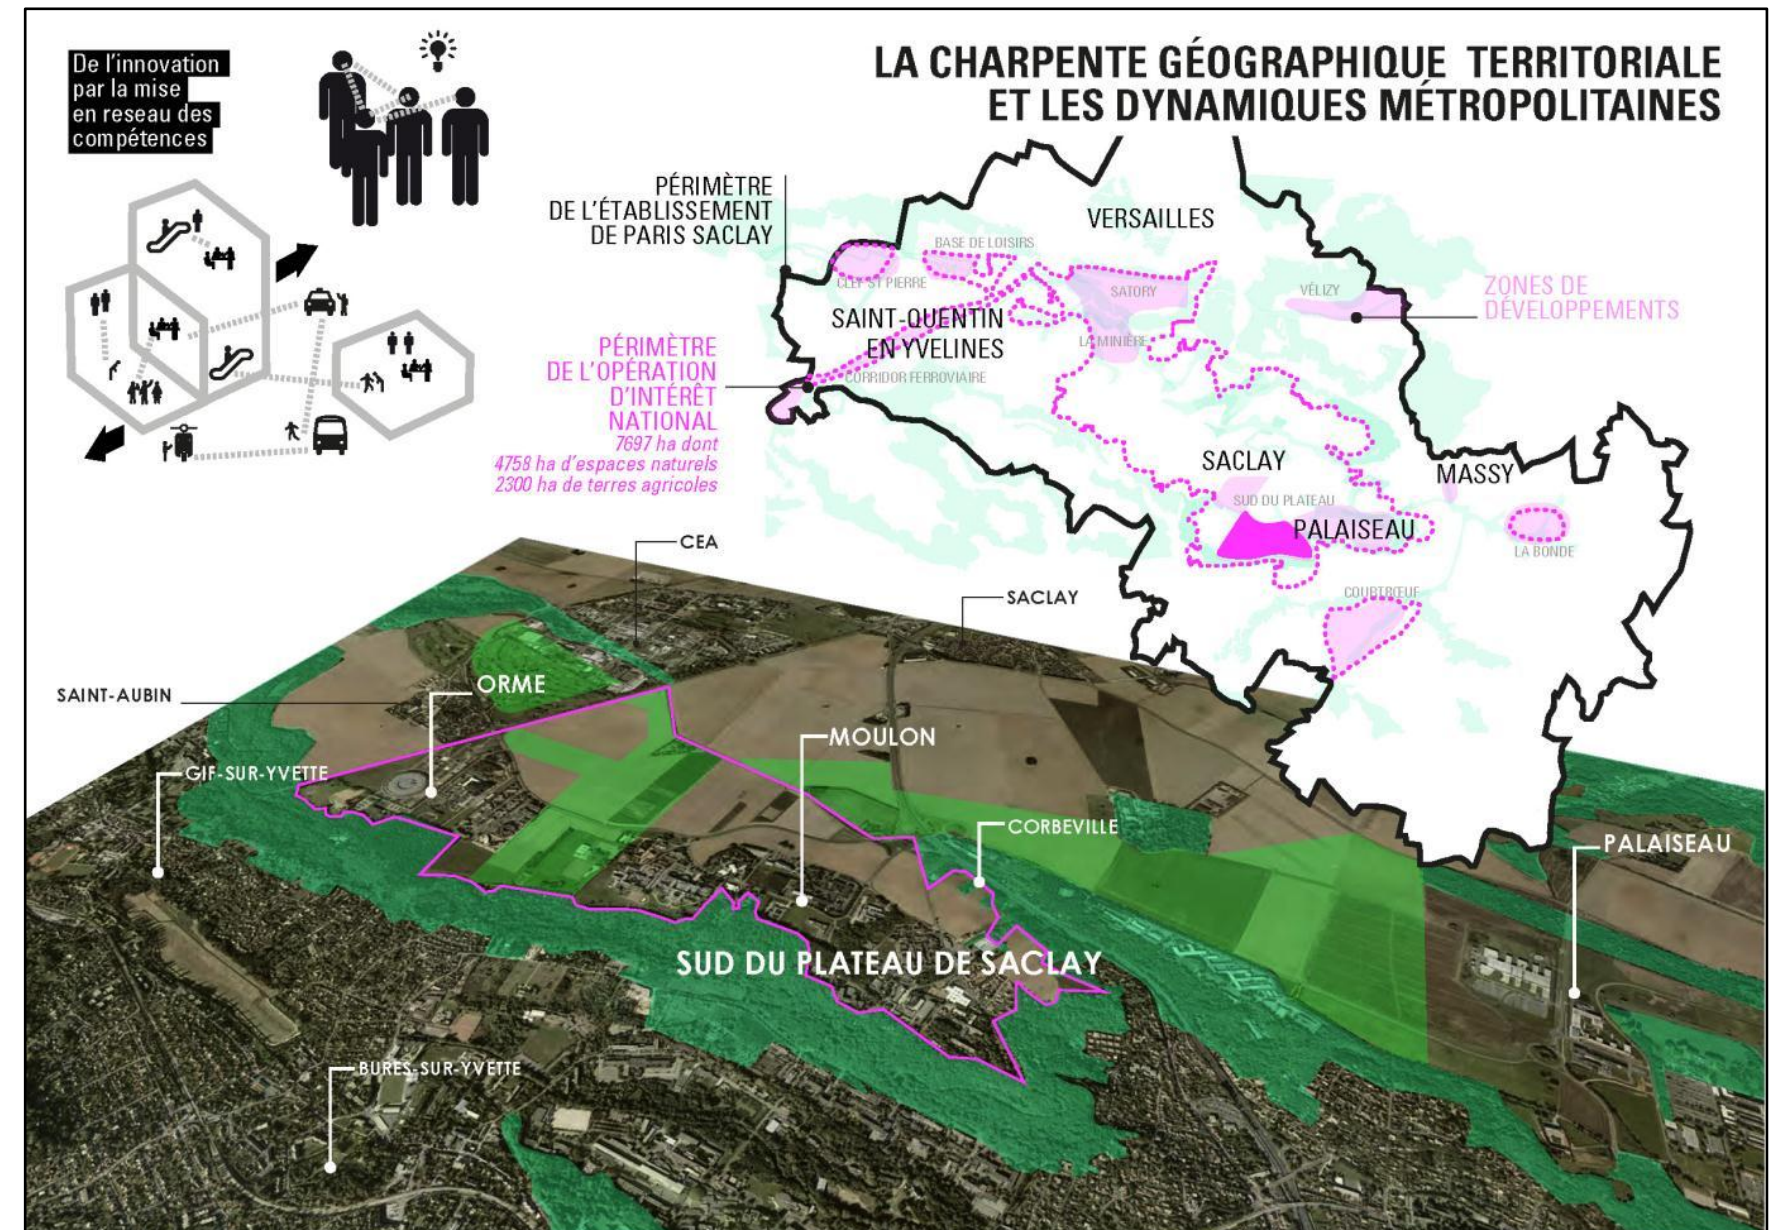 De l'innovation
par la mise
en reseau des
compétences
LA CHARPENTE GÉOGRAPHIQUE TERRITORIALE
ET LES DYNAMIQUES MÉTROPOLITAINES
PÉRIMÈTRE
DE L'ÉTABLISSEMENT
DE PARIS SACLAY
VERSAILLES
BASE DE LOISIRS
CLEF ST PIERRE
SATORY
VÉLIZY
ZONES DE
DÉVELOPPEMENTS
SAINT-QUENTIN
EN YVELINES
LA MINIÈRE
CORRIDOR FERROVIAIRE
PÉRIMÈTRE
DE L'OPÉRATION
D'INTÉRÊT
NATIONAL
7697 ha dont
4758 ha d'espaces naturels
2300 ha de terres agricoles
SACLAY
MASSY
SUD DU PLATEAU
PALAISEAU
LA BONDE
COURTBŒUF
CEA
SACLAY
SAINT-AUBIN
ORME
MOULON
GIF-SUR-YVETTE
CORBEVILLE
PALAISEAU
SUD DU PLATEAU DE SACLAY
BURES-SUR-YVETTE